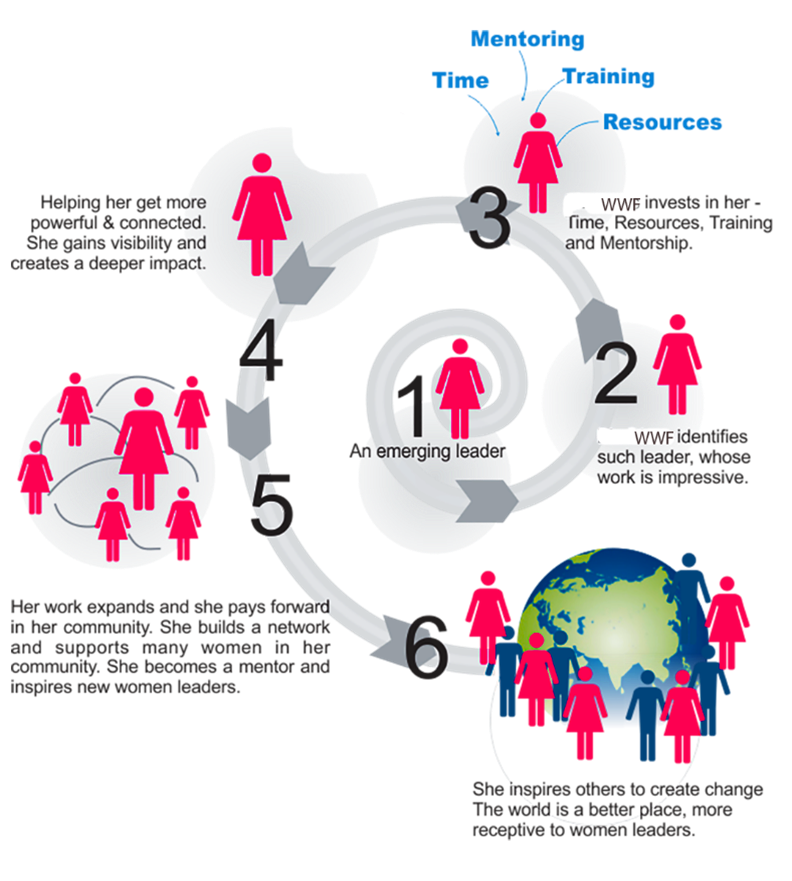 Mentoring
Time
Training
Resources
3
WWF invests in her -
Time, Resources, Training
and Mentorship.
Helping her get more
powerful & connected.
She gains visibility and
creates a deeper impact.
4
2
1
An emerging leader
WWF identifies
such leader, whose
work is impressive.
5
Her work expands and she pays forward
in her community. She builds a network
and supports many women in her
community. She becomes a mentor and
inspires new women leaders.
6
She inspires others to create change
The world is a better place, more
receptive to women leaders.